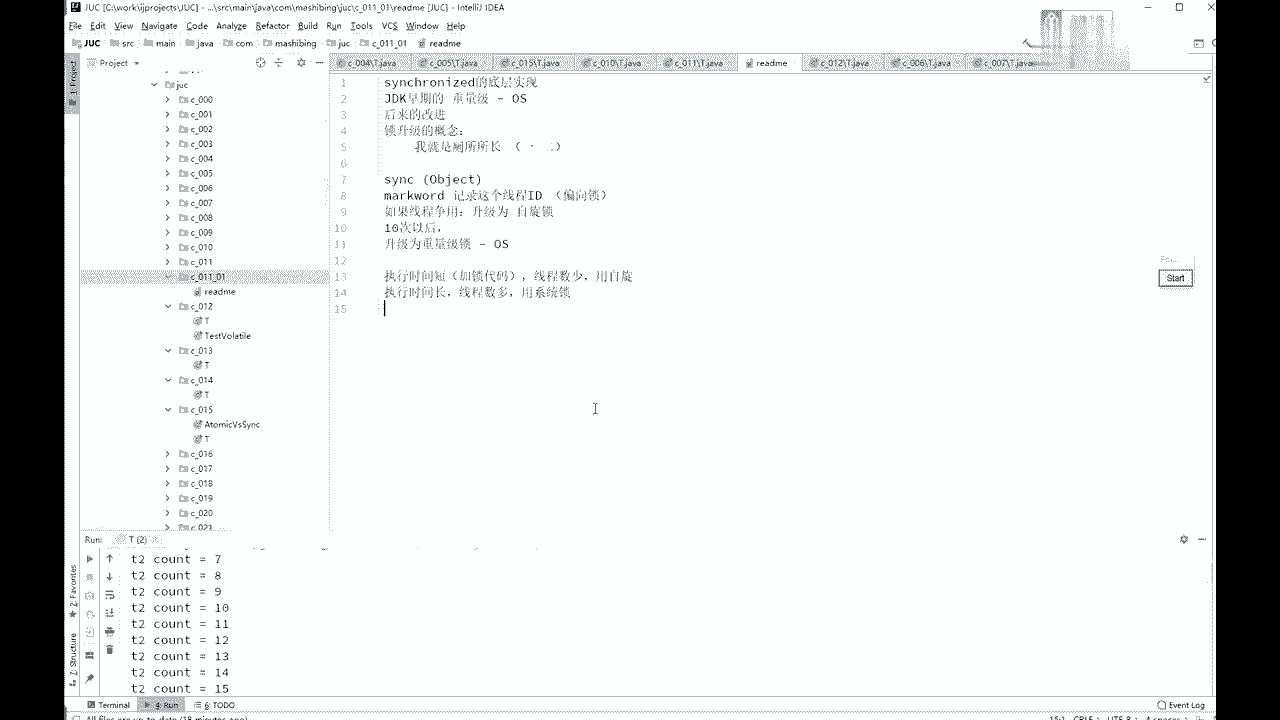 JUC [C:\work\ijprojects\JUC] - ...\src\main\java\com\mashibing\juc\c_011_01\readme [JUC] - IntelliJ IDEA
File Edit View Navigate Code Analyze Refactor Build Run Tools VCS Window Help
JUC src main java com mashibing juc c_011_01 readme
Project
c_004\T.java c_005\T.java c_015\T.java c_010\T.java c_011\T.java readme c_012\T.java c_006\T.java c_007\T.java
1: Project
juc
c_000
c_001
c_002
c_003
c_004
c_005
c_006
c_007
c_008
c_009
c_010
c_011
c_011_01
readme
c_012
T
TestVolatile
c_013
T
c_014
T
c_015
AtomicVsSync
T
c_016
c_017
c_018
c_019
c_020
c_021
1 synchronized的底层实现
2 JDK早期的 重量级 - OS
3 后来的改进
4 锁升级的概念：
5 我就是厕所所长 （
6
7 sync (Object)
8 markword 记录这个线程ID （偏向锁）
9 如果线程争用：升级为 自旋锁
10 10次以后，
11 升级为重量级锁 - OS
12
13 执行时间短（加锁代码），线程数少，用自旋
14 执行时间长，线程数多，用系统锁
15
Start
Run: T (2)
t2 count = 7
t2 count = 8
t2 count = 9
t2 count = 10
t2 count = 11
t2 count = 12
t2 count = 13
t2 count = 14
t2 count = 15
2: Favorites
Z: Structure
Terminal 4: Run 6: TODO
Event Log
All files are up-to-date (18 minutes ago)